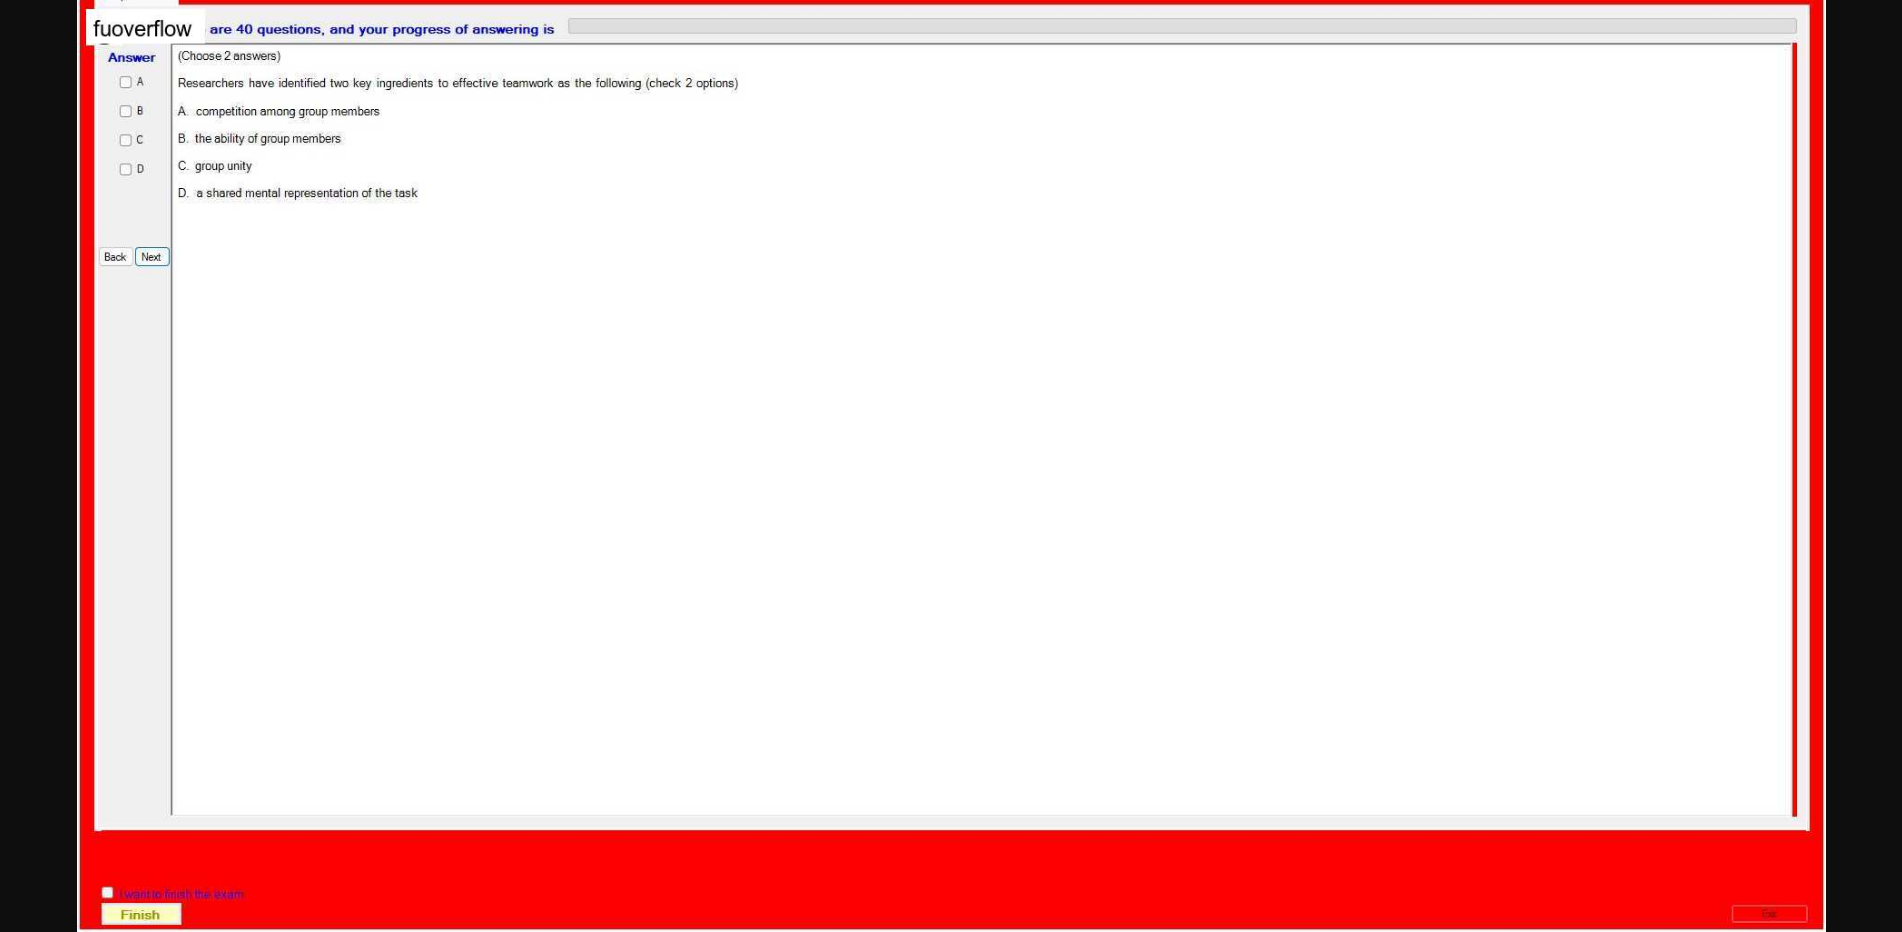 fuoverflow are 40 questions, and your progress of answering is
Answer
(Choose 2 answers)
A
Researchers have identified two key ingredients to effective teamwork as the following (check 2 options)
B
A. competition among group members
C
B. the ability of group members
D
C. group unity
D. a shared mental representation of the task
Back Next
I want to finish the exam
Finish
Exit